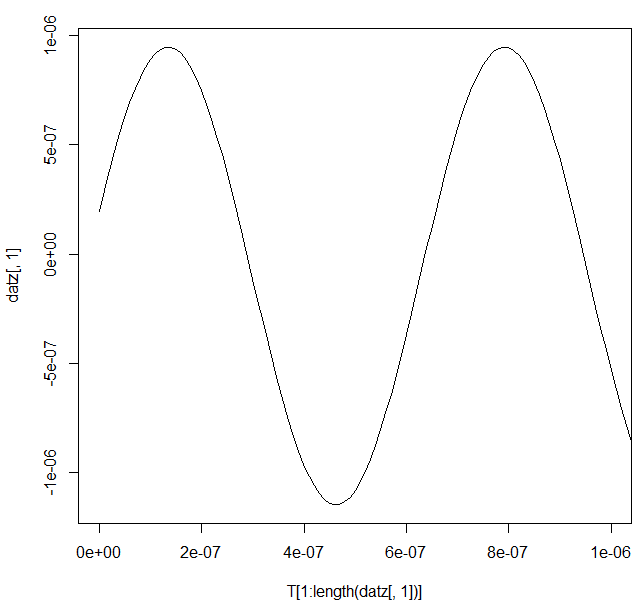 1e-06
5e-07
0e+00
-5e-07
-1e-06
datz[, 1]
0e+00 2e-07 4e-07 6e-07 8e-07 1e-06
T[1:length(datz[, 1])]